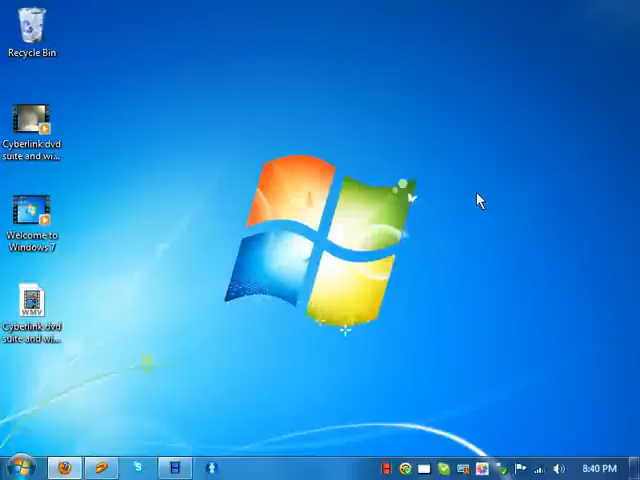 Recycle Bin
Cyberlink dvd
suite and wi...
Welcome to
Windows 7
WMV
Cyberlink dvd
suite and wi...
8:40 PM